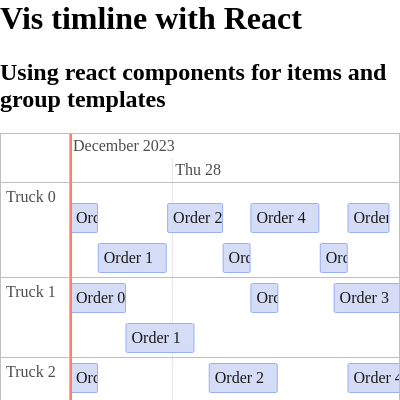 Vis timline with React
Using react components for items and
group templates
December 2023
Thu 28
Truck 0
Ord
Order 2
Order 4
Order
Order 1
Ord
Ord
Truck 1
Order 0
Ord
Order 3
Order 1
Truck 2
Ord
Order 2
Order 4